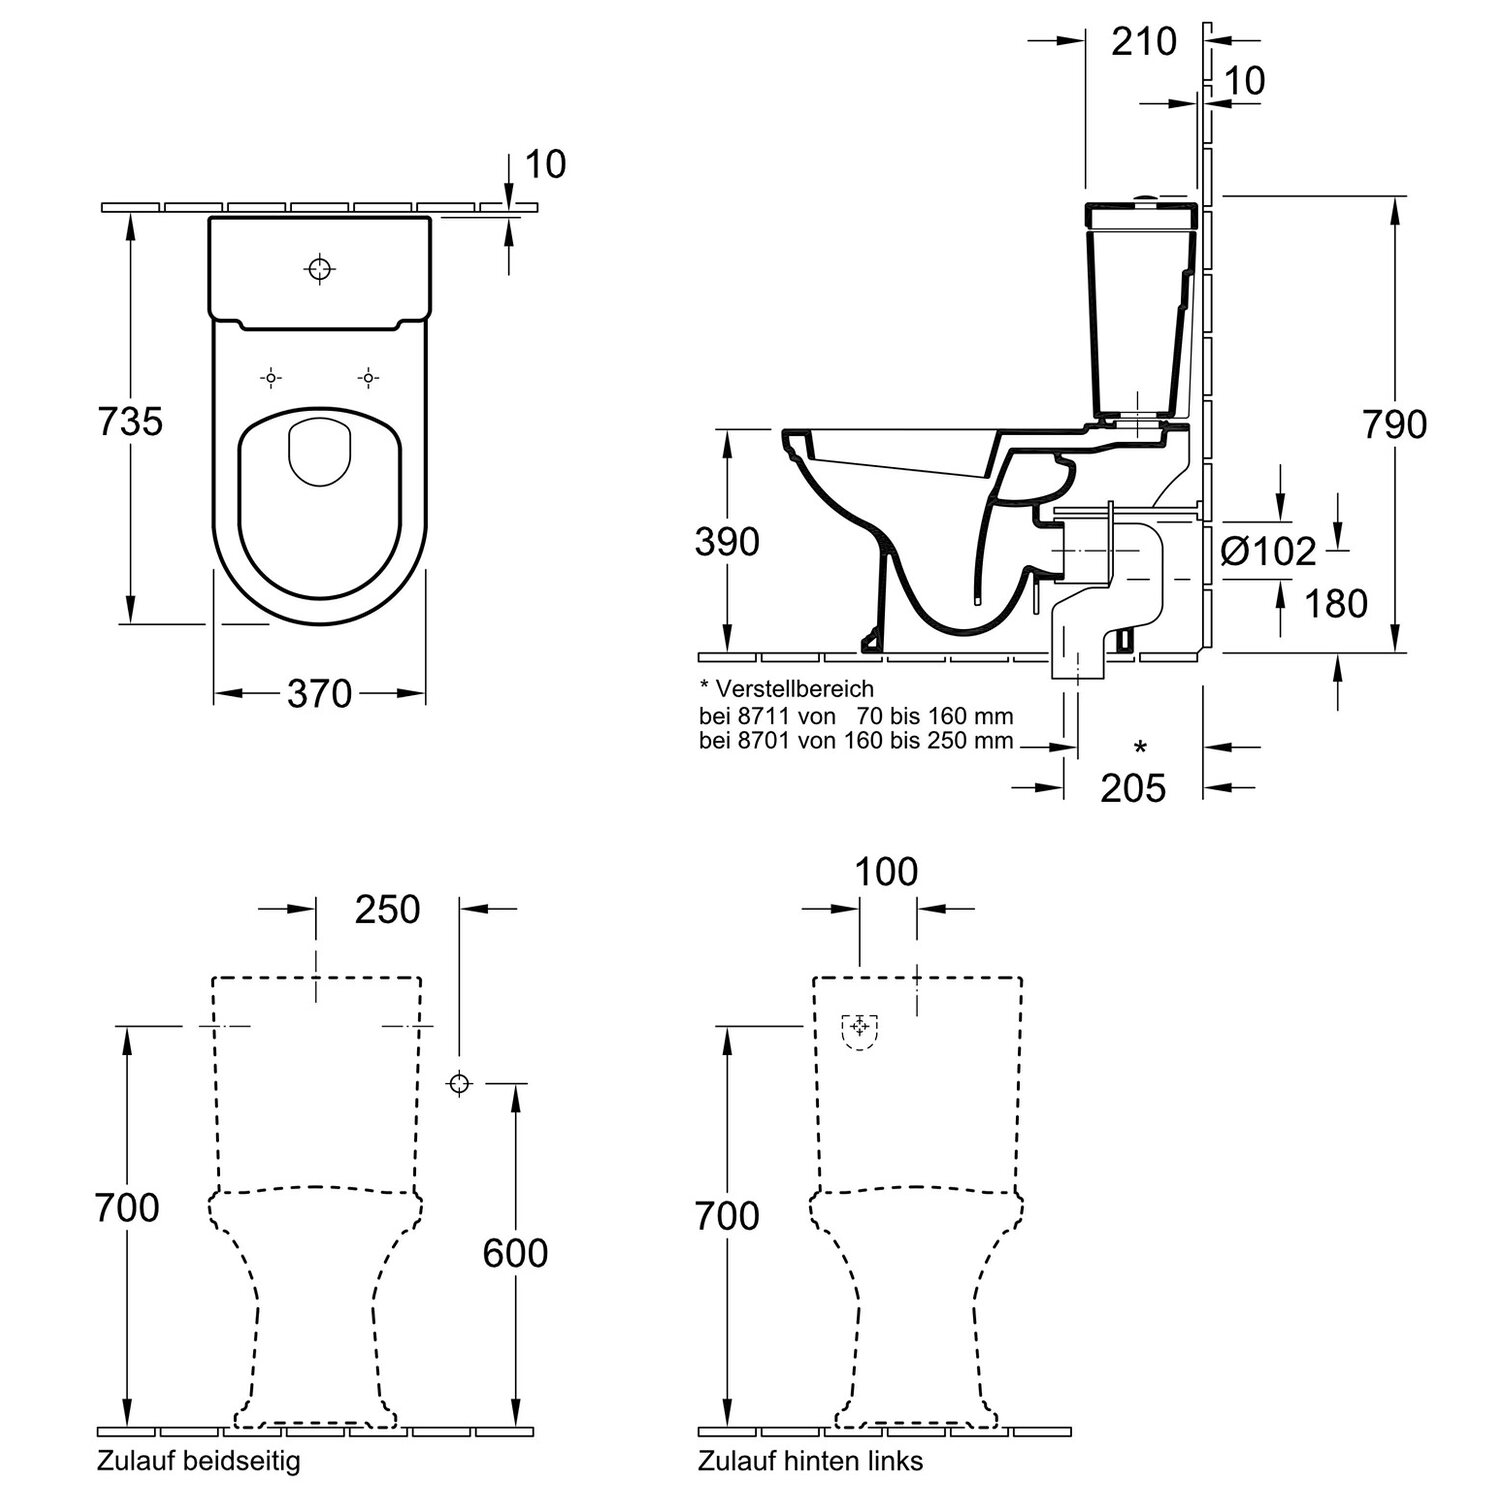 210
10
10
735
790
390
Ø102
180
370
* Verstellbereich
bei 8711 von 70 bis 160 mm
bei 8701 von 160 bis 250 mm
*
205
100
250
700
700
600
Zulauf beidseitig
Zulauf hinten links